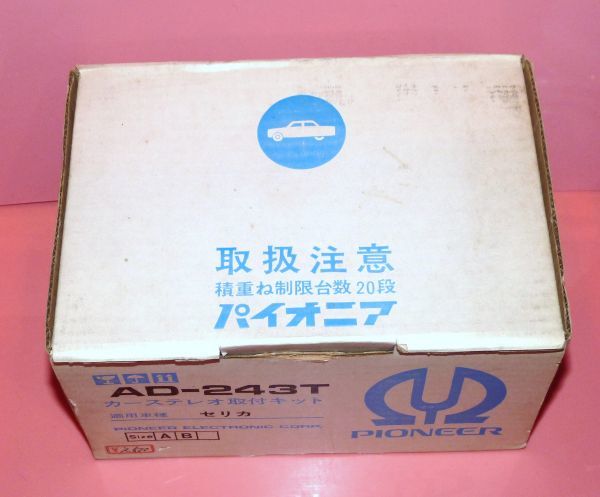 取扱注意
積重ね制限台数20段
パイオニア
AD-243T
カーステレオ取付キット
適用車種 セリカ
PIONEER ELECTRONIC CORP.
Size A B
PIONEER